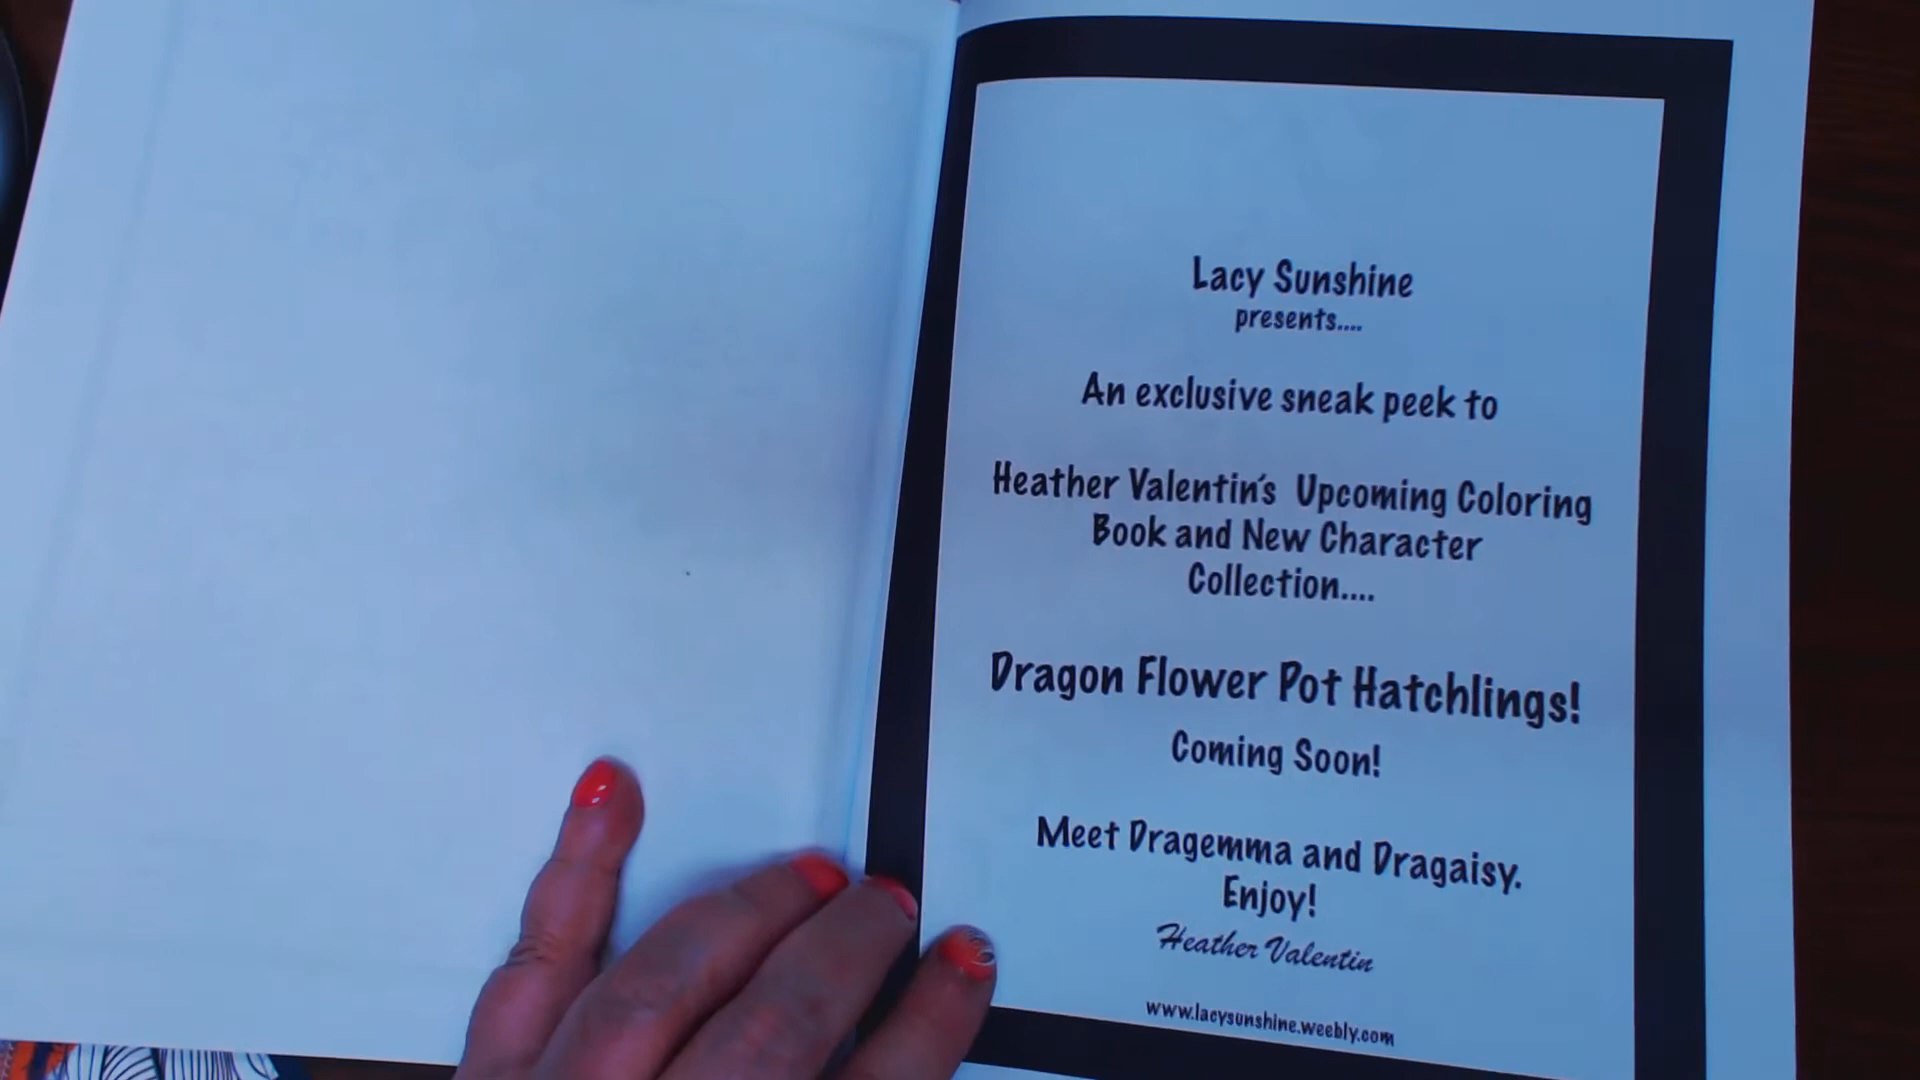 Lacy Sunshine
presents....
An exclusive sneak peek to
Heather Valentin's Upcoming Coloring
Book and New Character
Collection....
Dragon Flower Pot Hatchlings!
Coming Soon!
Meet Dragemma and Dragaisy.
Enjoy!
Heather Valentin
www.lacysunshine.weebly.com